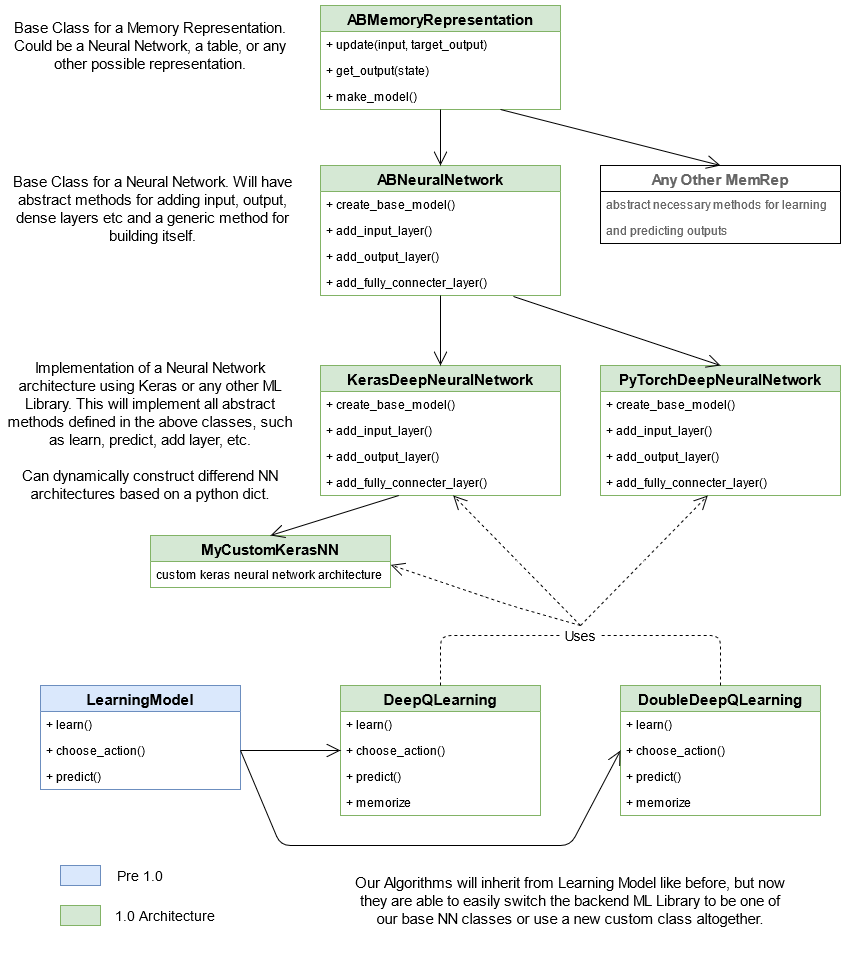 Base Class for a Memory Representation.
Could be a Neural Network, a table, or any
other possible representation.
ABMemoryRepresentation
+ update(input, target_output)
+ get_output(state)
+ make_model()
Base Class for a Neural Network. Will have
abstract methods for adding input, output,
dense layers etc and a generic method for
building itself.
ABNeuralNetwork
+ create_base_model()
+ add_input_layer()
+ add_output_layer()
+ add_fully_connecter_layer()
Any Other MemRep
abstract necessary methods for learning
and predicting outputs
Implementation of a Neural Network
architecture using Keras or any other ML
Library. This will implement all abstract
methods defined in the above classes, such
as learn, predict, add layer, etc.
Can dynamically construct differend NN
architectures based on a python dict.
KerasDeepNeuralNetwork
+ create_base_model()
+ add_input_layer()
+ add_output_layer()
+ add_fully_connecter_layer()
PyTorchDeepNeuralNetwork
+ create_base_model()
+ add_input_layer()
+ add_output_layer()
+ add_fully_connecter_layer()
MyCustomKerasNN
custom keras neural network architecture
Uses
LearningModel
+ learn()
+ choose_action()
+ predict()
DeepQLearning
+ learn()
+ choose_action()
+ predict()
+ memorize
DoubleDeepQLearning
+ learn()
+ choose_action()
+ predict()
+ memorize
Pre 1.0
1.0 Architecture
Our Algorithms will inherit from Learning Model like before, but now
they are able to easily switch the backend ML Library to be one of
our base NN classes or use a new custom class altogether.